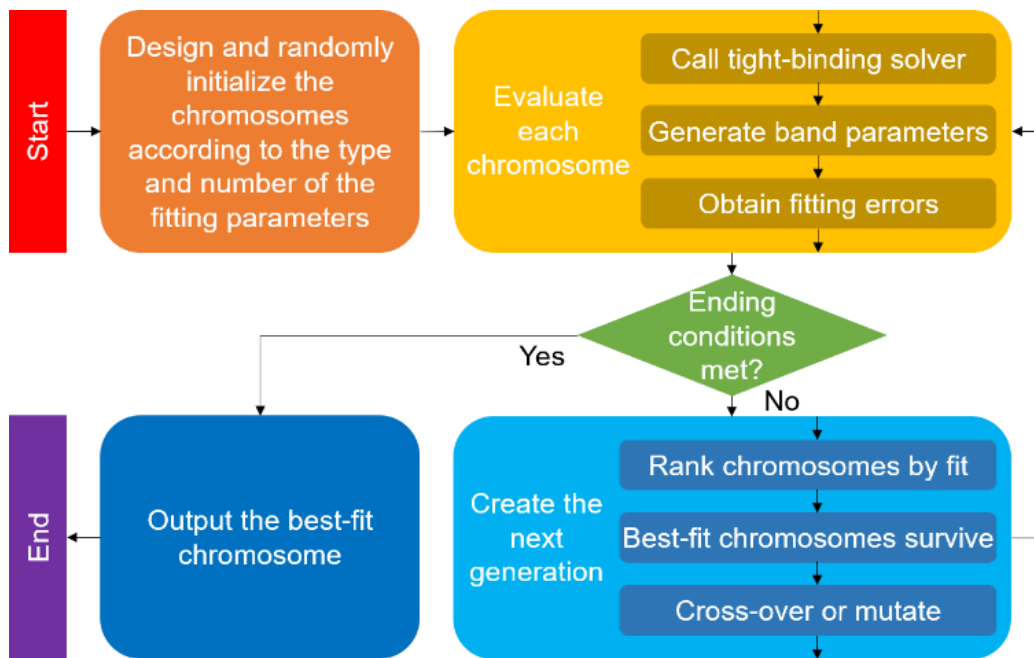 Start
Design and randomly
initialize the
chromosomes
according to the type
and number of the
fitting parameters
Evaluate
each
chromosome
Call tight-binding solver
Generate band parameters
Obtain fitting errors
Ending
conditions
met?
Yes
No
Create the
next
generation
Rank chromosomes by fit
Best-fit chromosomes survive
Cross-over or mutate
Output the best-fit
chromosome
End